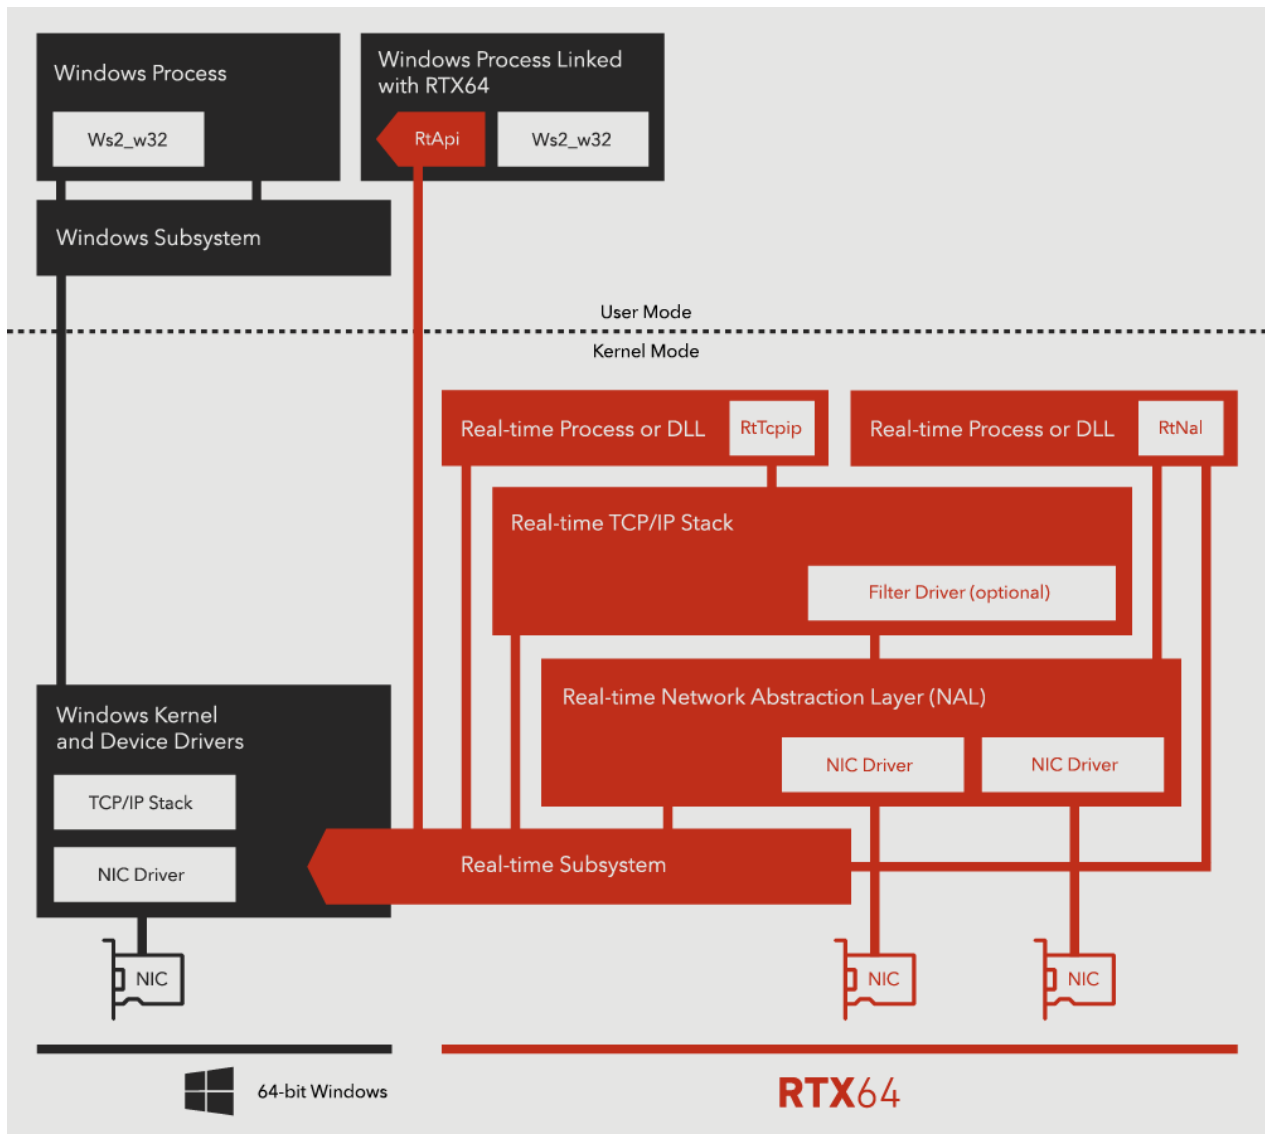 Windows Process
Ws2_w32
Windows Process Linked
with RTX64
RtApi
Ws2_w32
Windows Subsystem
User Mode
Kernel Mode
Real-time Process or DLL
RtTcpip
Real-time Process or DLL
RtNal
Real-time TCP/IP Stack
Filter Driver (optional)
Real-time Network Abstraction Layer (NAL)
NIC Driver
NIC Driver
Windows Kernel
and Device Drivers
TCP/IP Stack
NIC Driver
Real-time Subsystem
NIC
NIC
NIC
64-bit Windows
RTX64